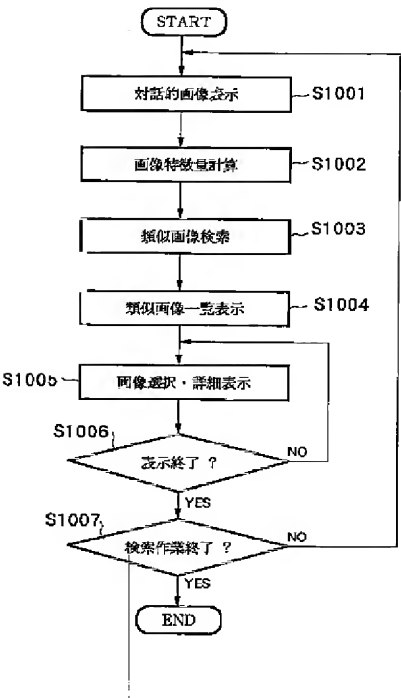 START
対話的画像表示
S1001
画像特徴量計算
S1002
類似画像検索
S1003
類似画像一覧表示
S1004
S1005
画像選択・詳細表示
S1006
表示終了 ?
NO
YES
S1007
検索作業終了 ?
NO
YES
END